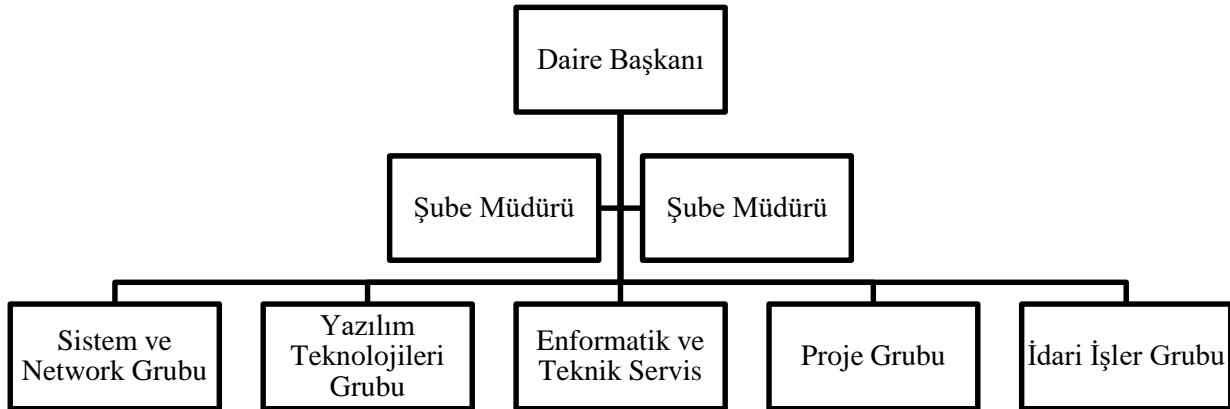 Daire Başkanı
Şube Müdürü
Şube Müdürü
Sistem ve
Network Grubu
Yazılım
Teknolojileri
Grubu
Enformatik ve
Teknik Servis
Proje Grubu
İdari İşler Grubu